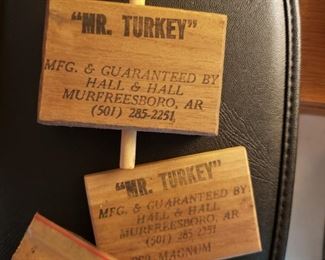 "MR. TURKEY"
MFG. & GUARANTEED BY
HALL & HALL
MURFREESBORO, AR
(501) 285-2251
"MR. TURKEY"
MFG. & GUARANTEED BY
HALL & HALL
MURFREESBORO, AR
(501) 285-2251
MAGNUM